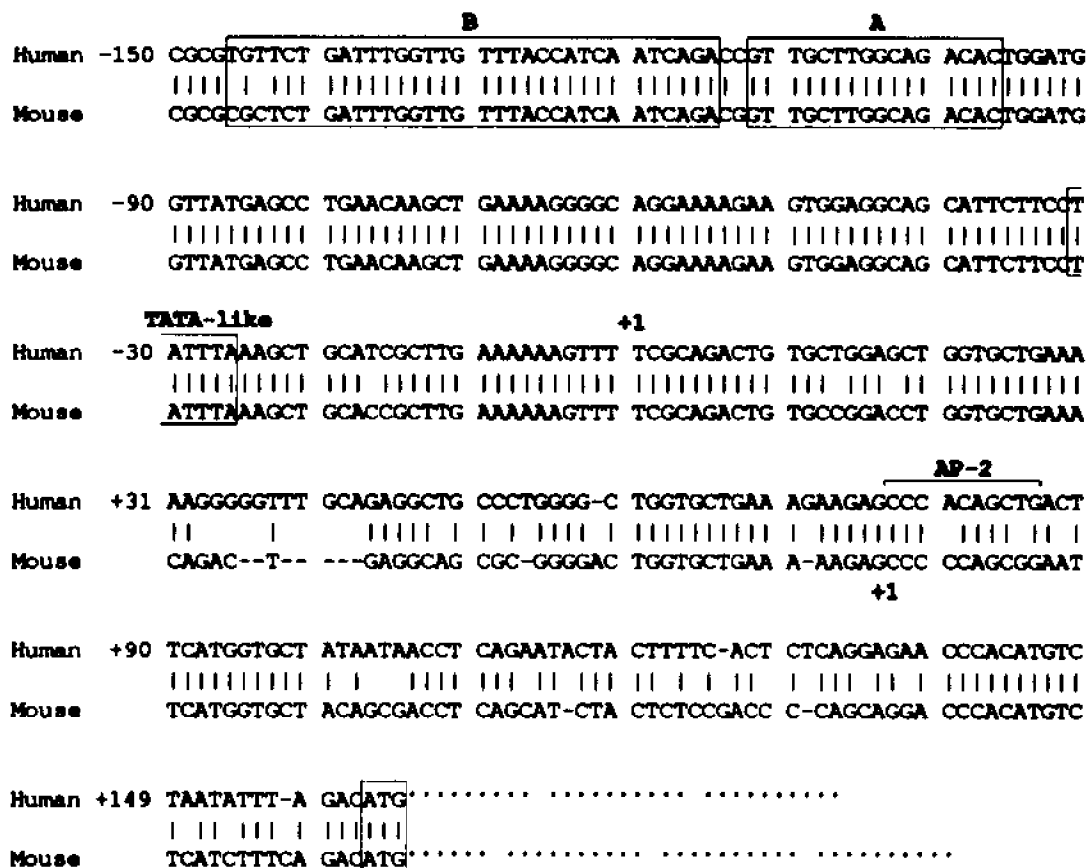 B A
Human -150 CGCGTGTTCT GATTTGGTTG TTTACCATCA ATCAGACCGT TGCTTGGCAG ACACTGGATG
|||| | ||| |||||||||| |||||||||| ||||||| || |||||||||| ||||||||||
Mouse CGCGCGCTCT GATTTGGTTG TTTACCATCA ATCAGACGGT TGCTTGGCAG ACACTGGATG
Human -90 GTTATGAGCC TGAACAAGCT GAAAAGGGGC AGGAAAAGAA GTGGAGGCAG CATTCTTCCT
|||||||||| |||||||||| |||||||||| |||||||||| |||||||||| ||||||||||
Mouse GTTATGAGCC TGAACAAGCT GAAAAGGGGC AGGAAAAGAA GTGGAGGCAG CATTCTTCCT
TATA-like +1
Human -30 ATTTAAAGCT GCATCGCTTG AAAAAAGTTT TCGCAGACTG TGCTGGAGCT GGTGCTGAAA
|||||||||| ||| |||||| |||||||||| |||||||||| ||| ||| || ||||||||||
Mouse ATTTAAAGCT GCACCGCTTG AAAAAAGTTT TCGCAGACTG TGCCGGACCT GGTGCTGAAA
AP-2
Human +31 AAGGGGGTTT GCAGAGGCTG CCCTGGGG-C TGGTGCTGAA AGAAGAGCCC ACAGCTGACT
Mouse CAGAC--T-- ---GAGGCAG CGC-GGGGAC TGGTGCTGAA A-AAGAGCCC CCAGCGGAAT
+1
Human +90 TCATGGTGCT ATAATAACCT CAGAATACTA CTTTTC-ACT CTCAGGAGAA CCCACATGTC
Mouse TCATGGTGCT ACAGCGACCT CAGCAT-CTA CTCTCCGACC C-CAGCAGGA CCCACATGTC
Human +149 TAATATTT-A GACATG......... .......... ..........
Mouse TCATCTTTCA GACATG......... .......... ..........